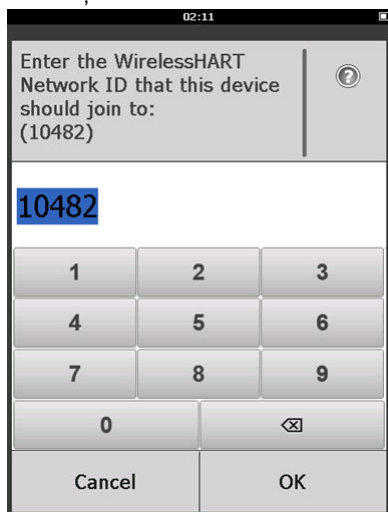 02:11
Enter the WirelessHART
Network ID that this device
should join to:
(10482)
?
10482
1 2 3
4 5 6
7 8 9
0
Cancel OK